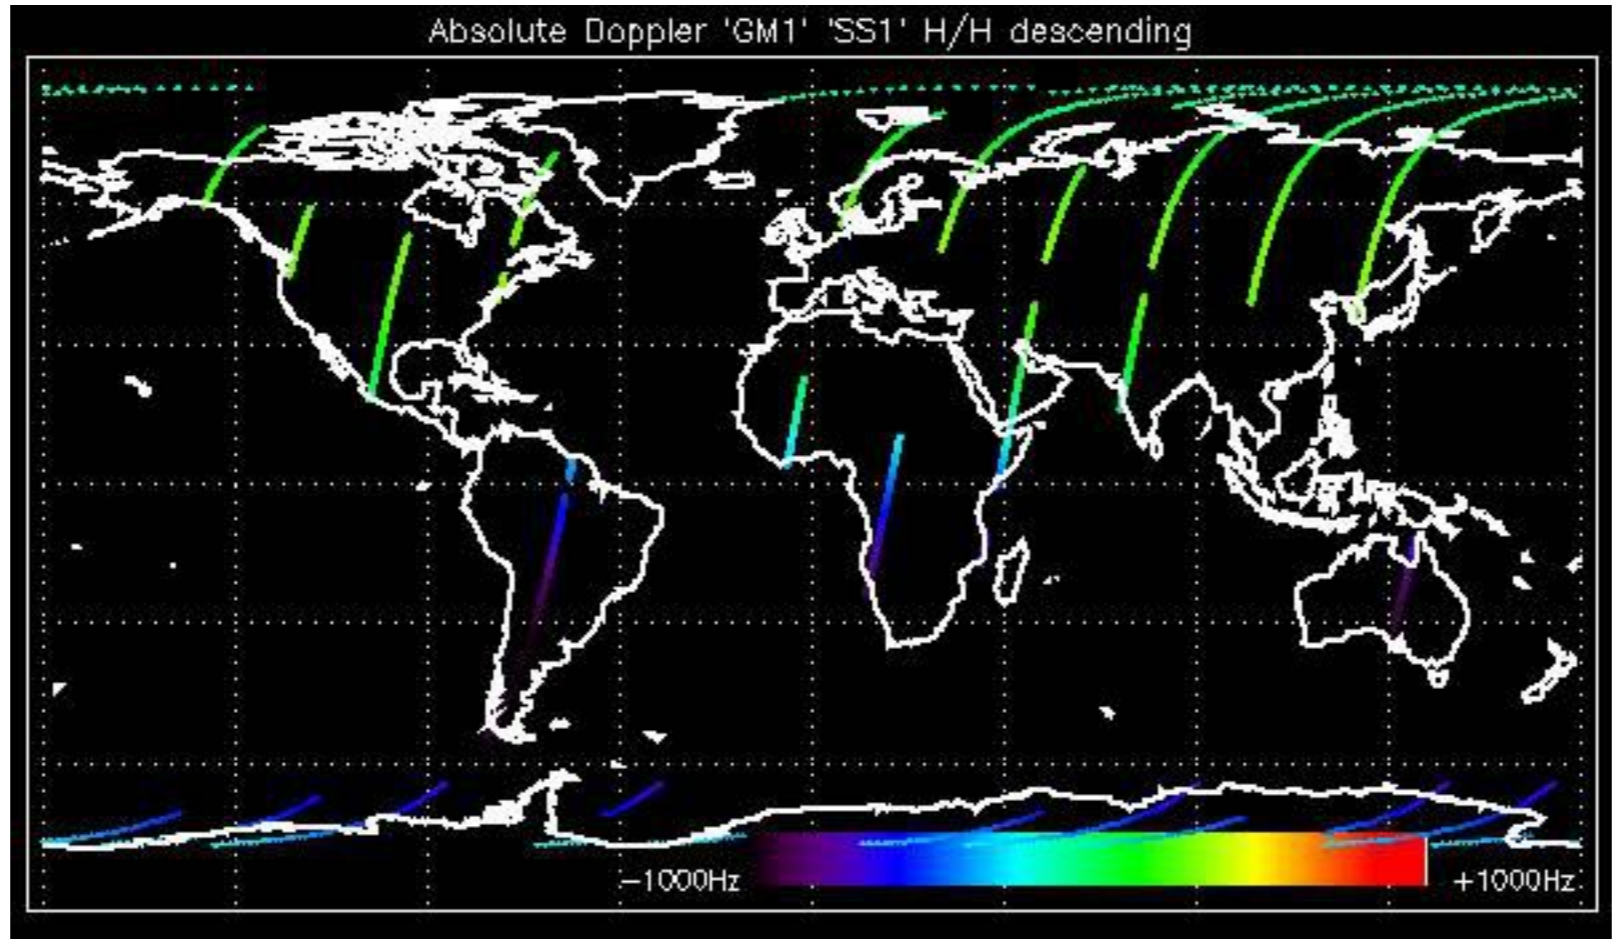 Absolute Doppler 'GM1' 'SS1' H/H descending
−1000Hz
+1000Hz